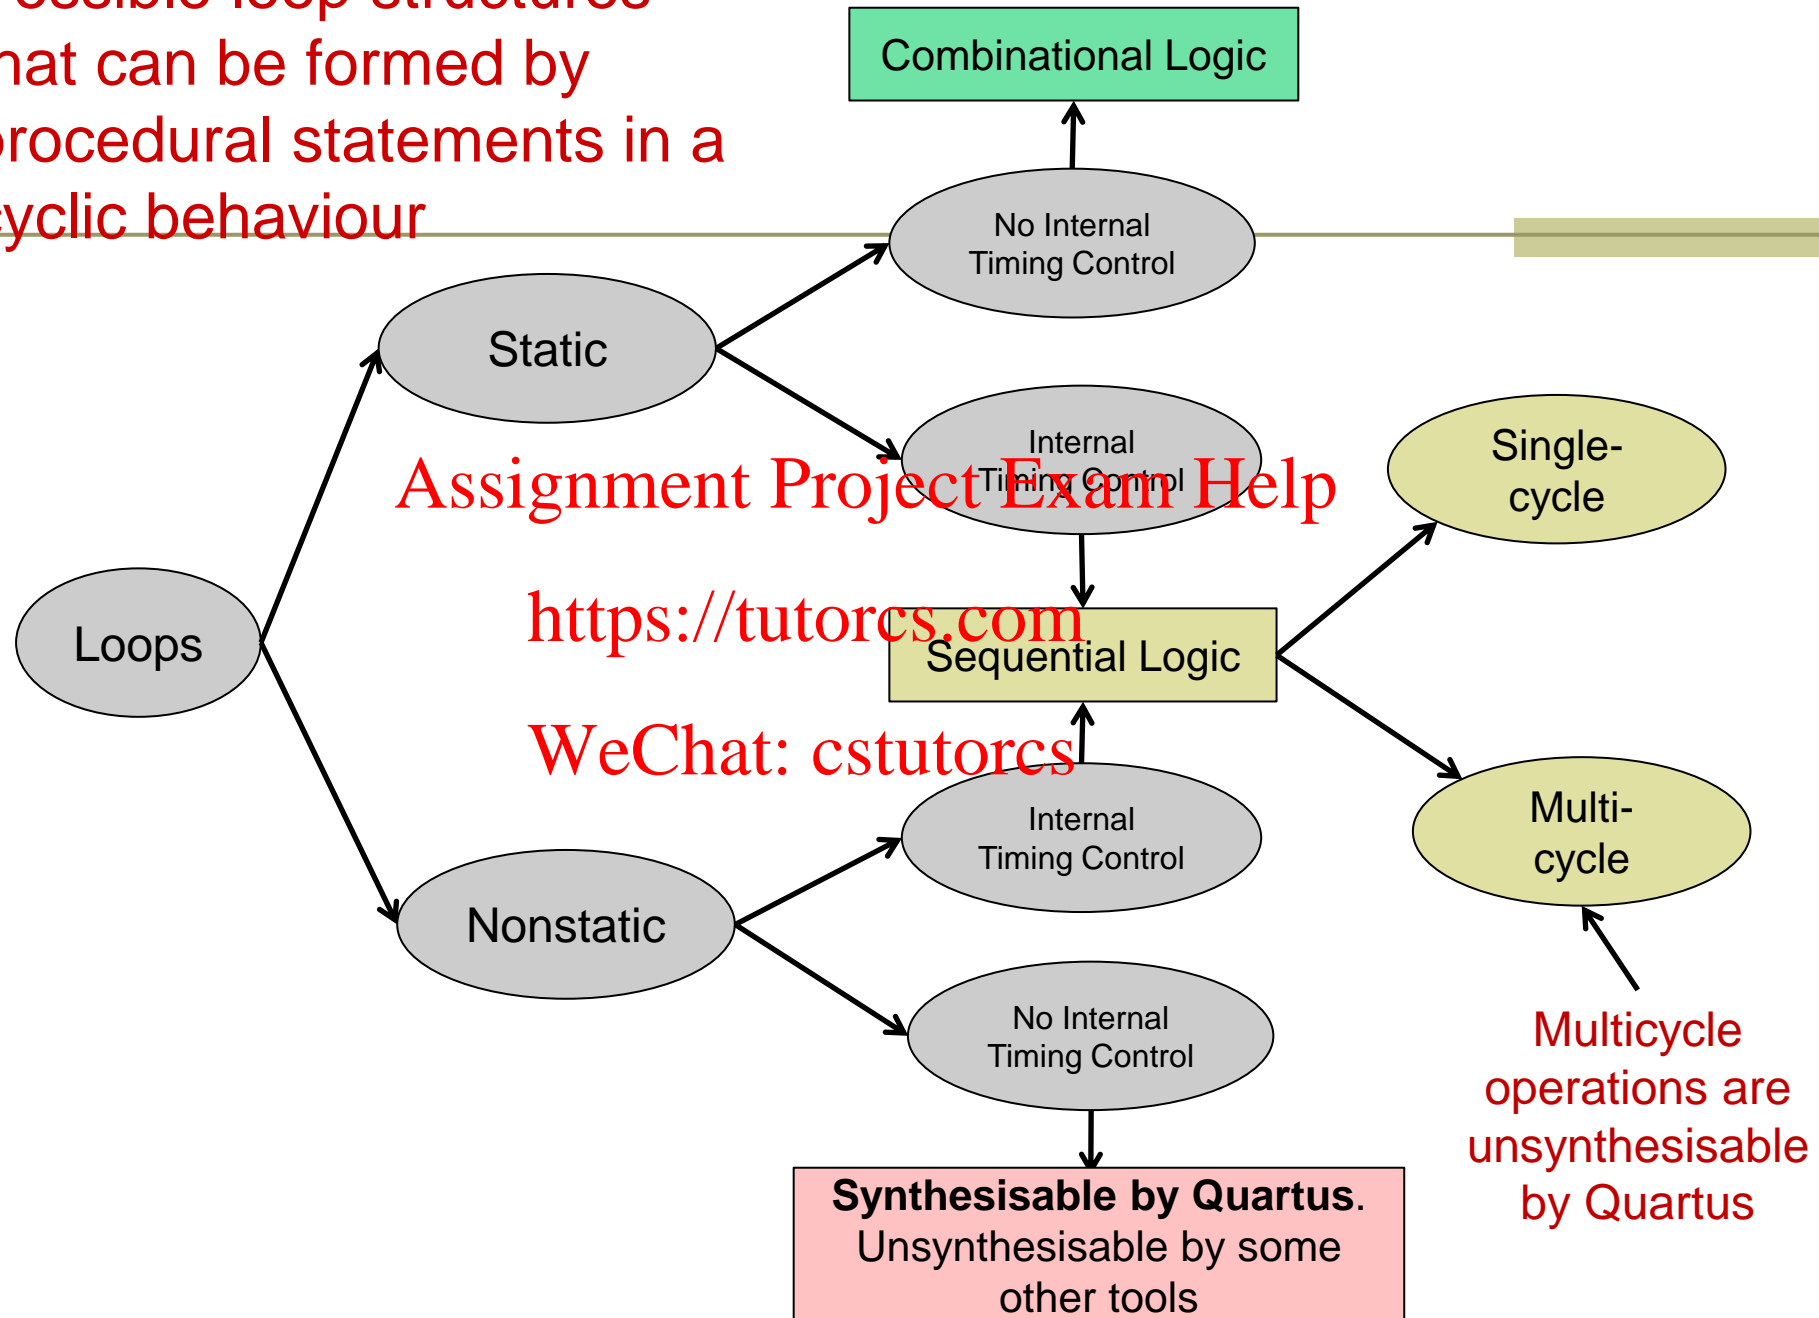 ossible loop structures
hat can be formed by
procedural statements in a
cyclic behaviour
Combinational Logic
No Internal
Timing Control
Static
Internal
Timing Control
Single-
cycle
Assignment Project Exam Help
https://tutorcs.com
Loops
Sequential Logic
WeChat: cstutorcs
Internal
Timing Control
Multi-
cycle
Nonstatic
No Internal
Timing Control
Multicycle
operations are
unsynthesisable
by Quartus
Synthesisable by Quartus.
Unsynthesisable by some
other tools